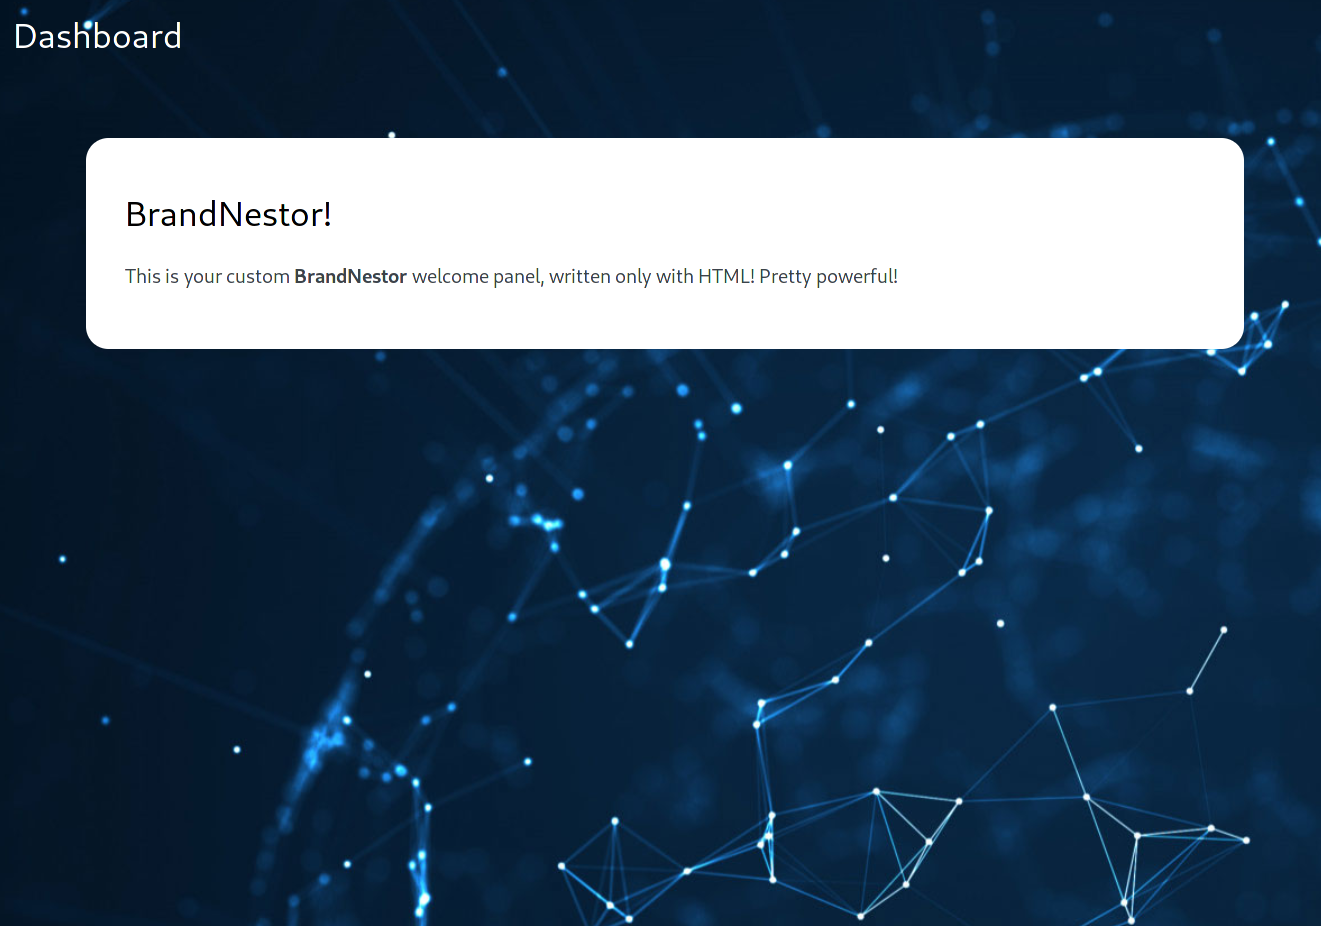 Dashboard
BrandNestor!
This is your custom BrandNestor welcome panel, written only with HTML! Pretty powerful!